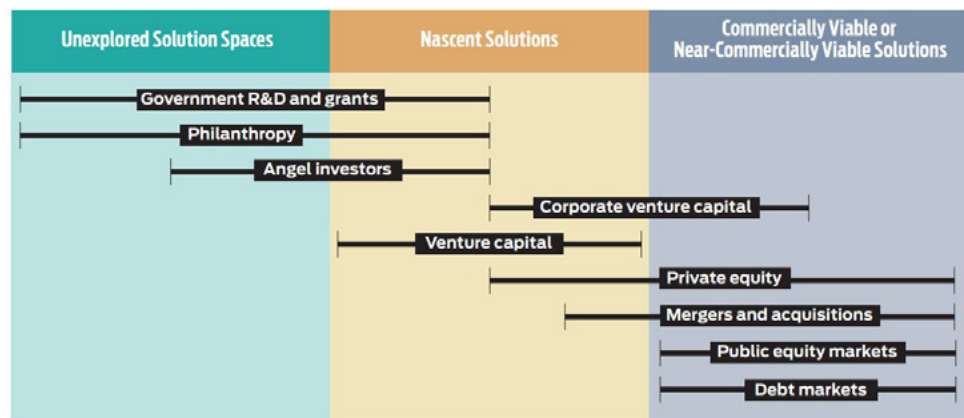 Unexplored Solution Spaces
Nascent Solutions
Commercially Viable or
Near-Commercially Viable Solutions
Government R&D and grants
Philanthropy
Angel investors
Corporate venture capital
Venture capital
Private equity
Mergers and acquisitions
Public equity markets
Debt markets